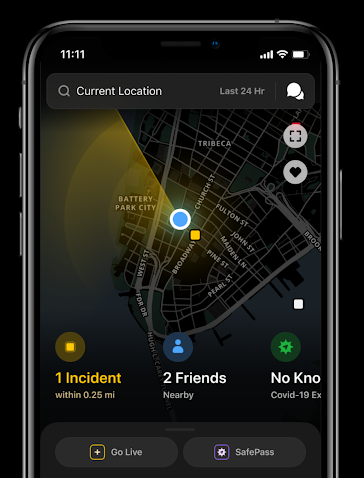 11:11
Current Location
Last 24 Hr
TRIBECA
BATTERY
PARK CITY
CHURCH ST
FULTON ST
JOHN ST
MAIDEN LN
BROADWAY
PINE ST
PEARL ST
WEST ST
FDR DR
1 Incident
within 0.25 mi
2 Friends
Nearby
No Kno
Covid-19 Ex
Go Live
SafePass